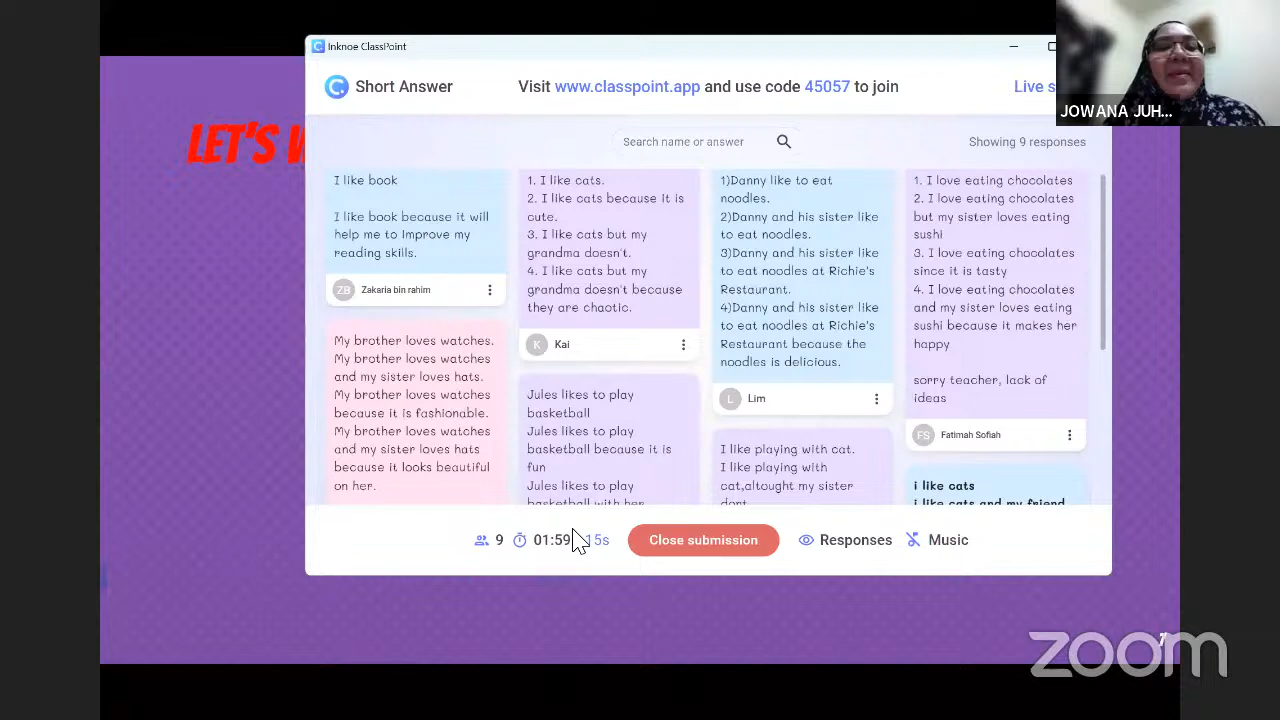 Inknoe ClassPoint
Short Answer
Visit www.classpoint.app and use code 45057 to join
Live s
JOWANA JUH...
LET'S W
Search name or answer
Showing 9 responses
I like book
I like book because it will
help me to improve my
reading skills.
ZB Zakaria bin rahim
My brother loves watches.
My brother loves watches
and my sister loves hats.
My brother loves watches
because it is fashionable.
My brother loves watches
and my sister loves hats
because it looks beautiful
on her.
1. I like cats.
2. I like cats because it is
cute.
3. I like cats but my
grandma doesn't.
4. I like cats but my
grandma doesn't because
they are chaotic.
K Kai
Jules likes to play
basketball
Jules likes to play
basketball because it is
fun
Jules likes to play
basketball with her
1)Danny like to eat
noodles.
2)Danny and his sister like
to eat noodles.
3)Danny and his sister like
to eat noodles at Richie's
Restaurant.
4)Danny and his sister like
to eat noodles at Richie's
Restaurant because the
noodles is delicious.
L Lim
I like playing with cat.
I like playing with
cat,altought my sister
dont
1. I love eating chocolates
2. I love eating chocolates
but my sister loves eating
sushi
3. I love eating chocolates
since it is tasty
4. I love eating chocolates
and my sister loves eating
sushi because it makes her
happy
sorry teacher, lack of
ideas
FS Fatimah Sofiah
i like cats
i like cats and my friend
9 01:59 15s Close submission Responses Music
zoom